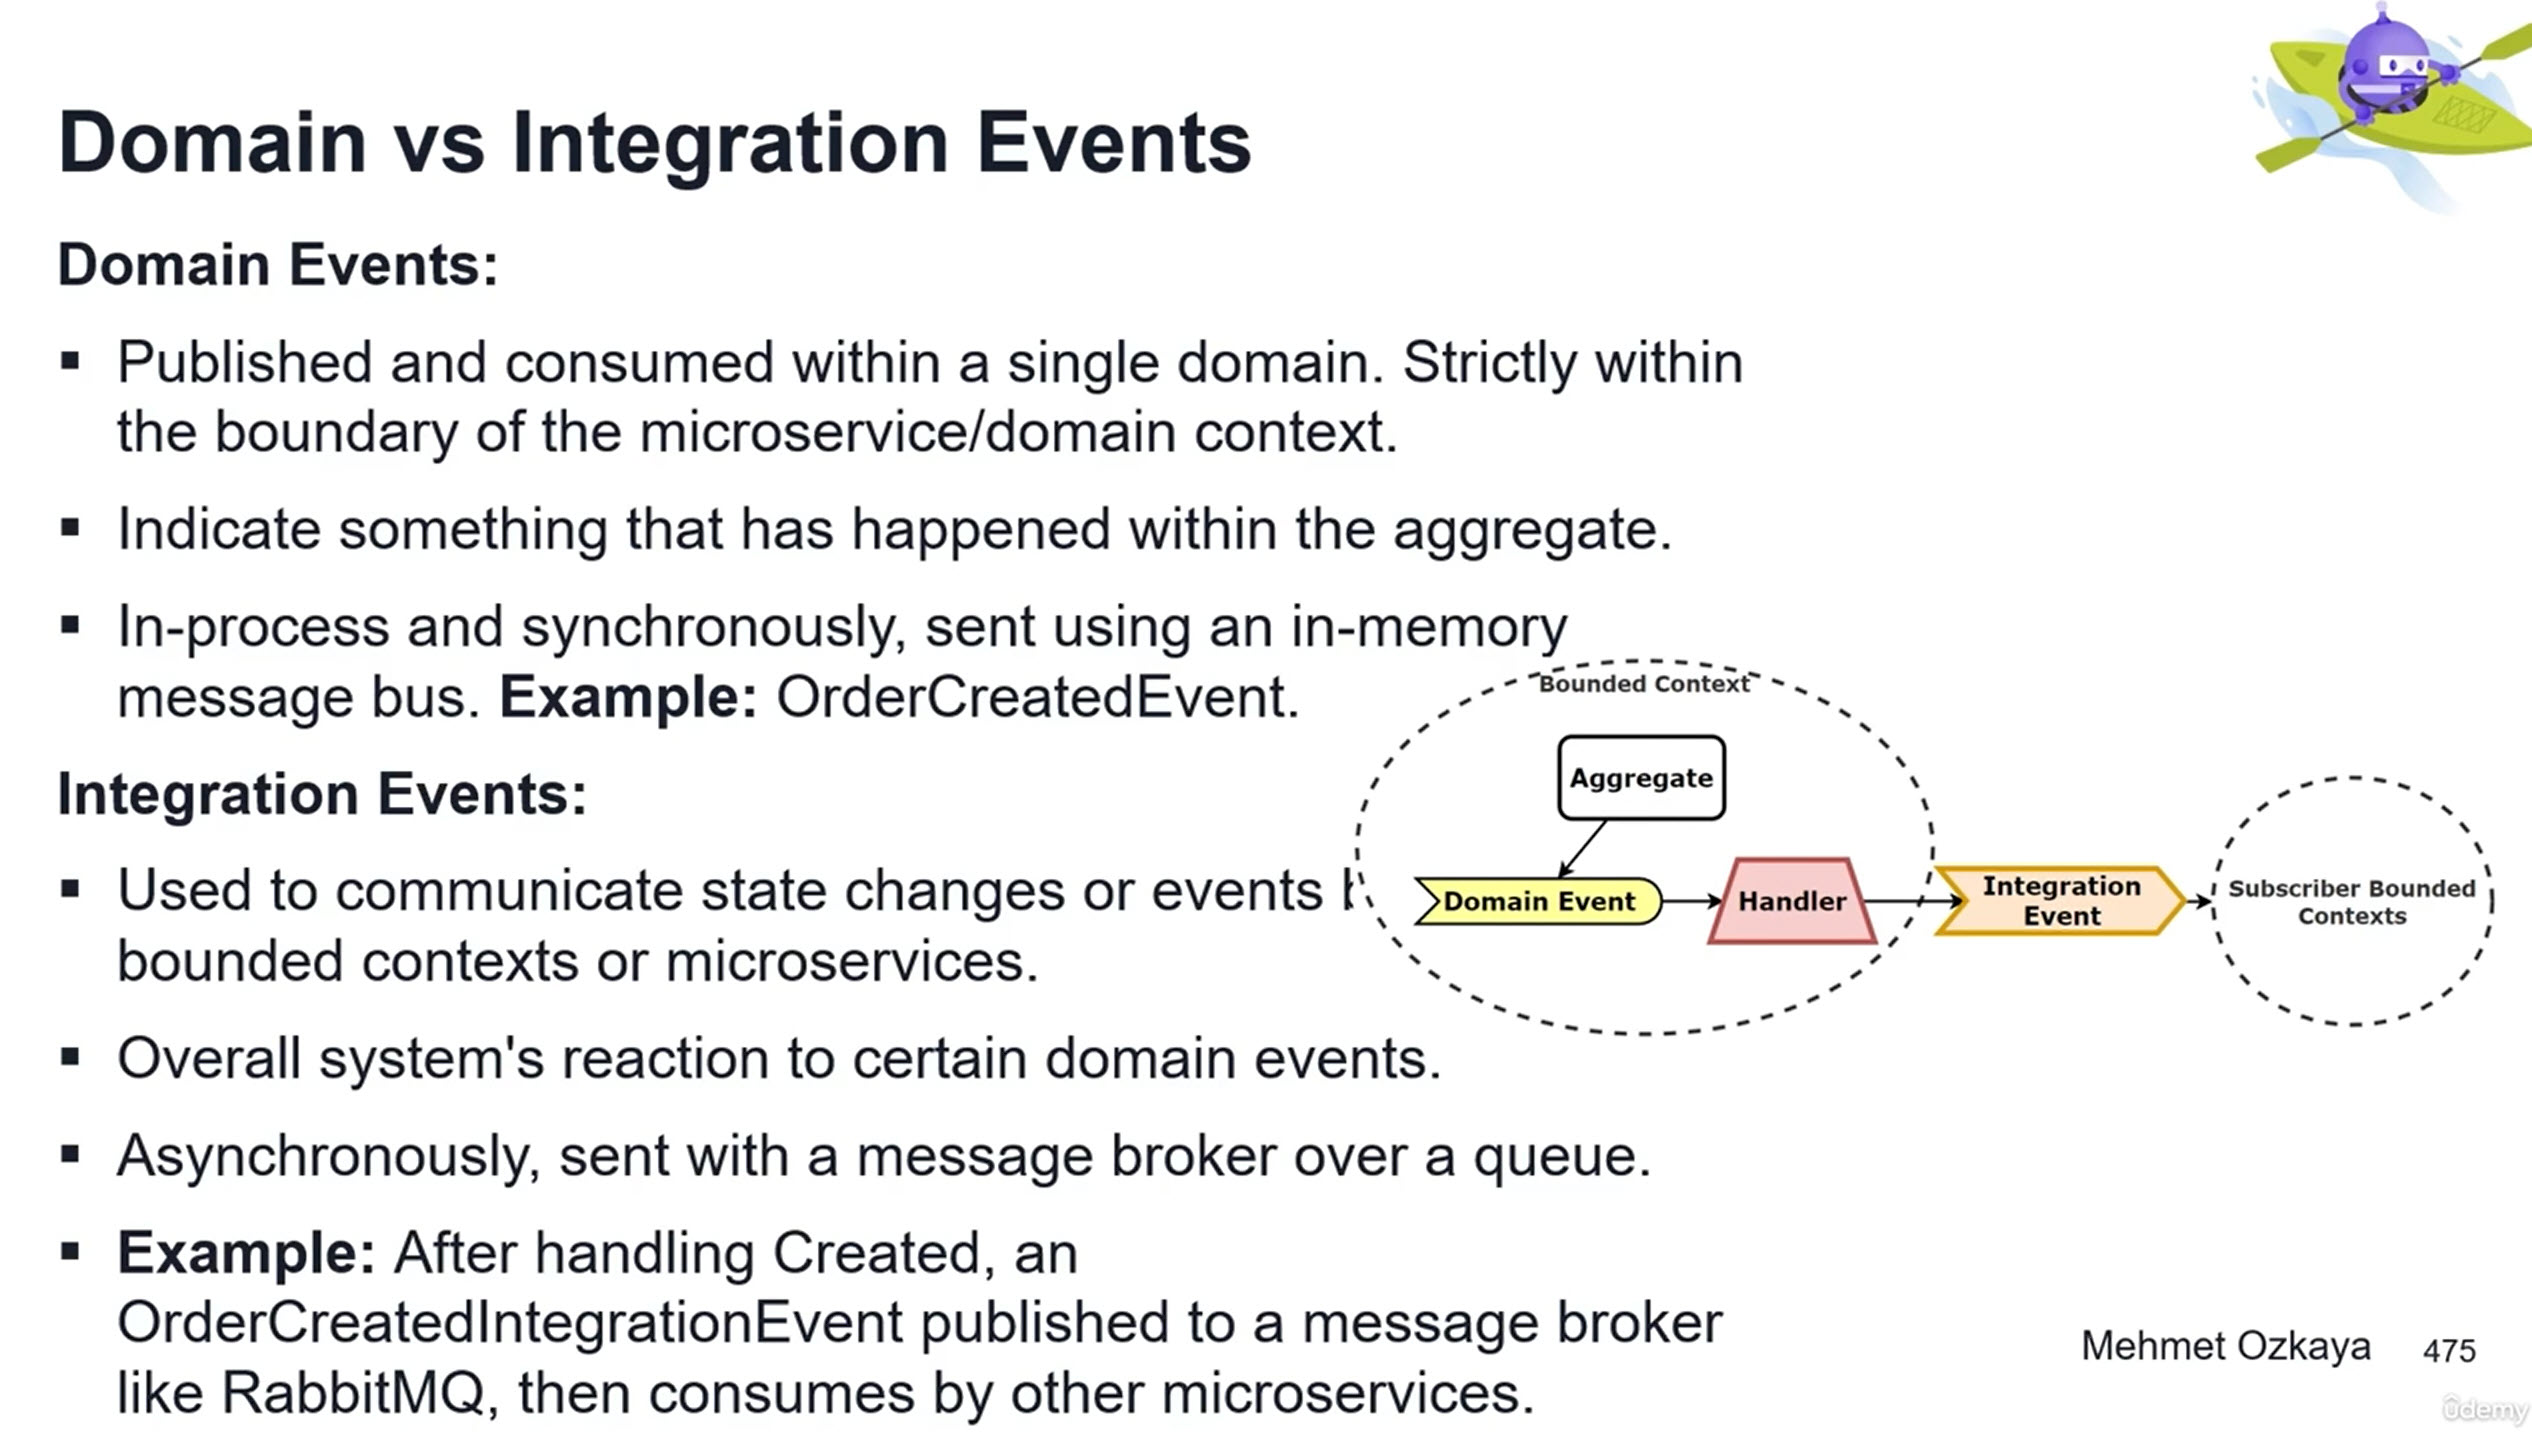 Domain vs Integration Events
Domain Events:
▪ Published and consumed within a single domain. Strictly within
the boundary of the microservice/domain context.
▪ Indicate something that has happened within the aggregate.
▪ In-process and synchronously, sent using an in-memory
message bus. Example: OrderCreatedEvent.
Integration Events:
▪ Used to communicate state changes or events
bounded contexts or microservices.
▪ Overall system's reaction to certain domain events.
▪ Asynchronously, sent with a message broker over a queue.
▪ Example: After handling Created, an
OrderCreatedIntegrationEvent published to a message broker
like RabbitMQ, then consumes by other microservices.
Bounded Context
Aggregate
Domain Event
Handler
Integration
Event
Subscriber Bounded
Contexts
Mehmet Ozkaya 475
ûdemy